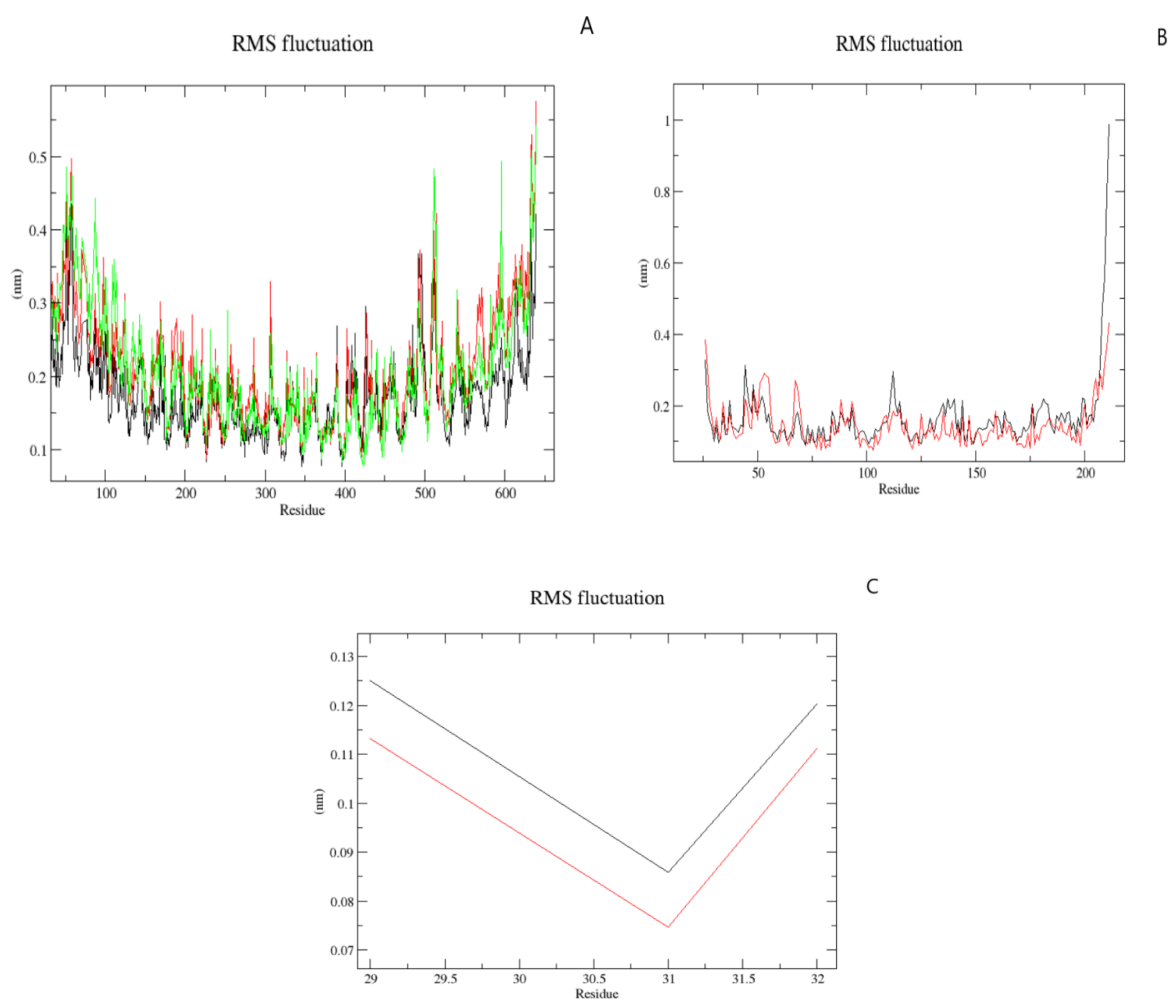 A
RMS fluctuation
0.5
0.4
0.3
0.2
0.1
(nm)
100 200 300 400 500 600
Residue
B
RMS fluctuation
1
0.8
0.6
0.4
0.2
(nm)
50 100 150 200
Residue
C
RMS fluctuation
0.13
0.12
0.11
0.1
0.09
0.08
0.07
(nm)
29 29.5 30 30.5 31 31.5 32
Residue